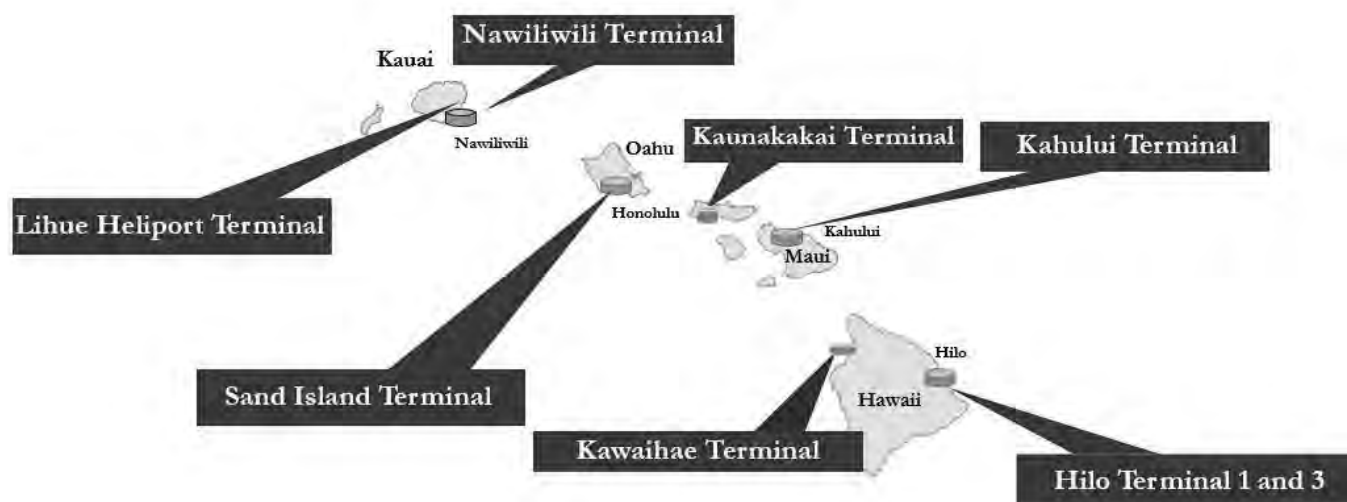 Nawiliwili Terminal
Kauai
Nawiliwili
Kaunakakai Terminal
Kahului Terminal
Oahu
Lihue Heliport Terminal
Honolulu
Kahului
Maui
Sand Island Terminal
Hilo
Hawaii
Kawaihae Terminal
Hilo Terminal 1 and 3